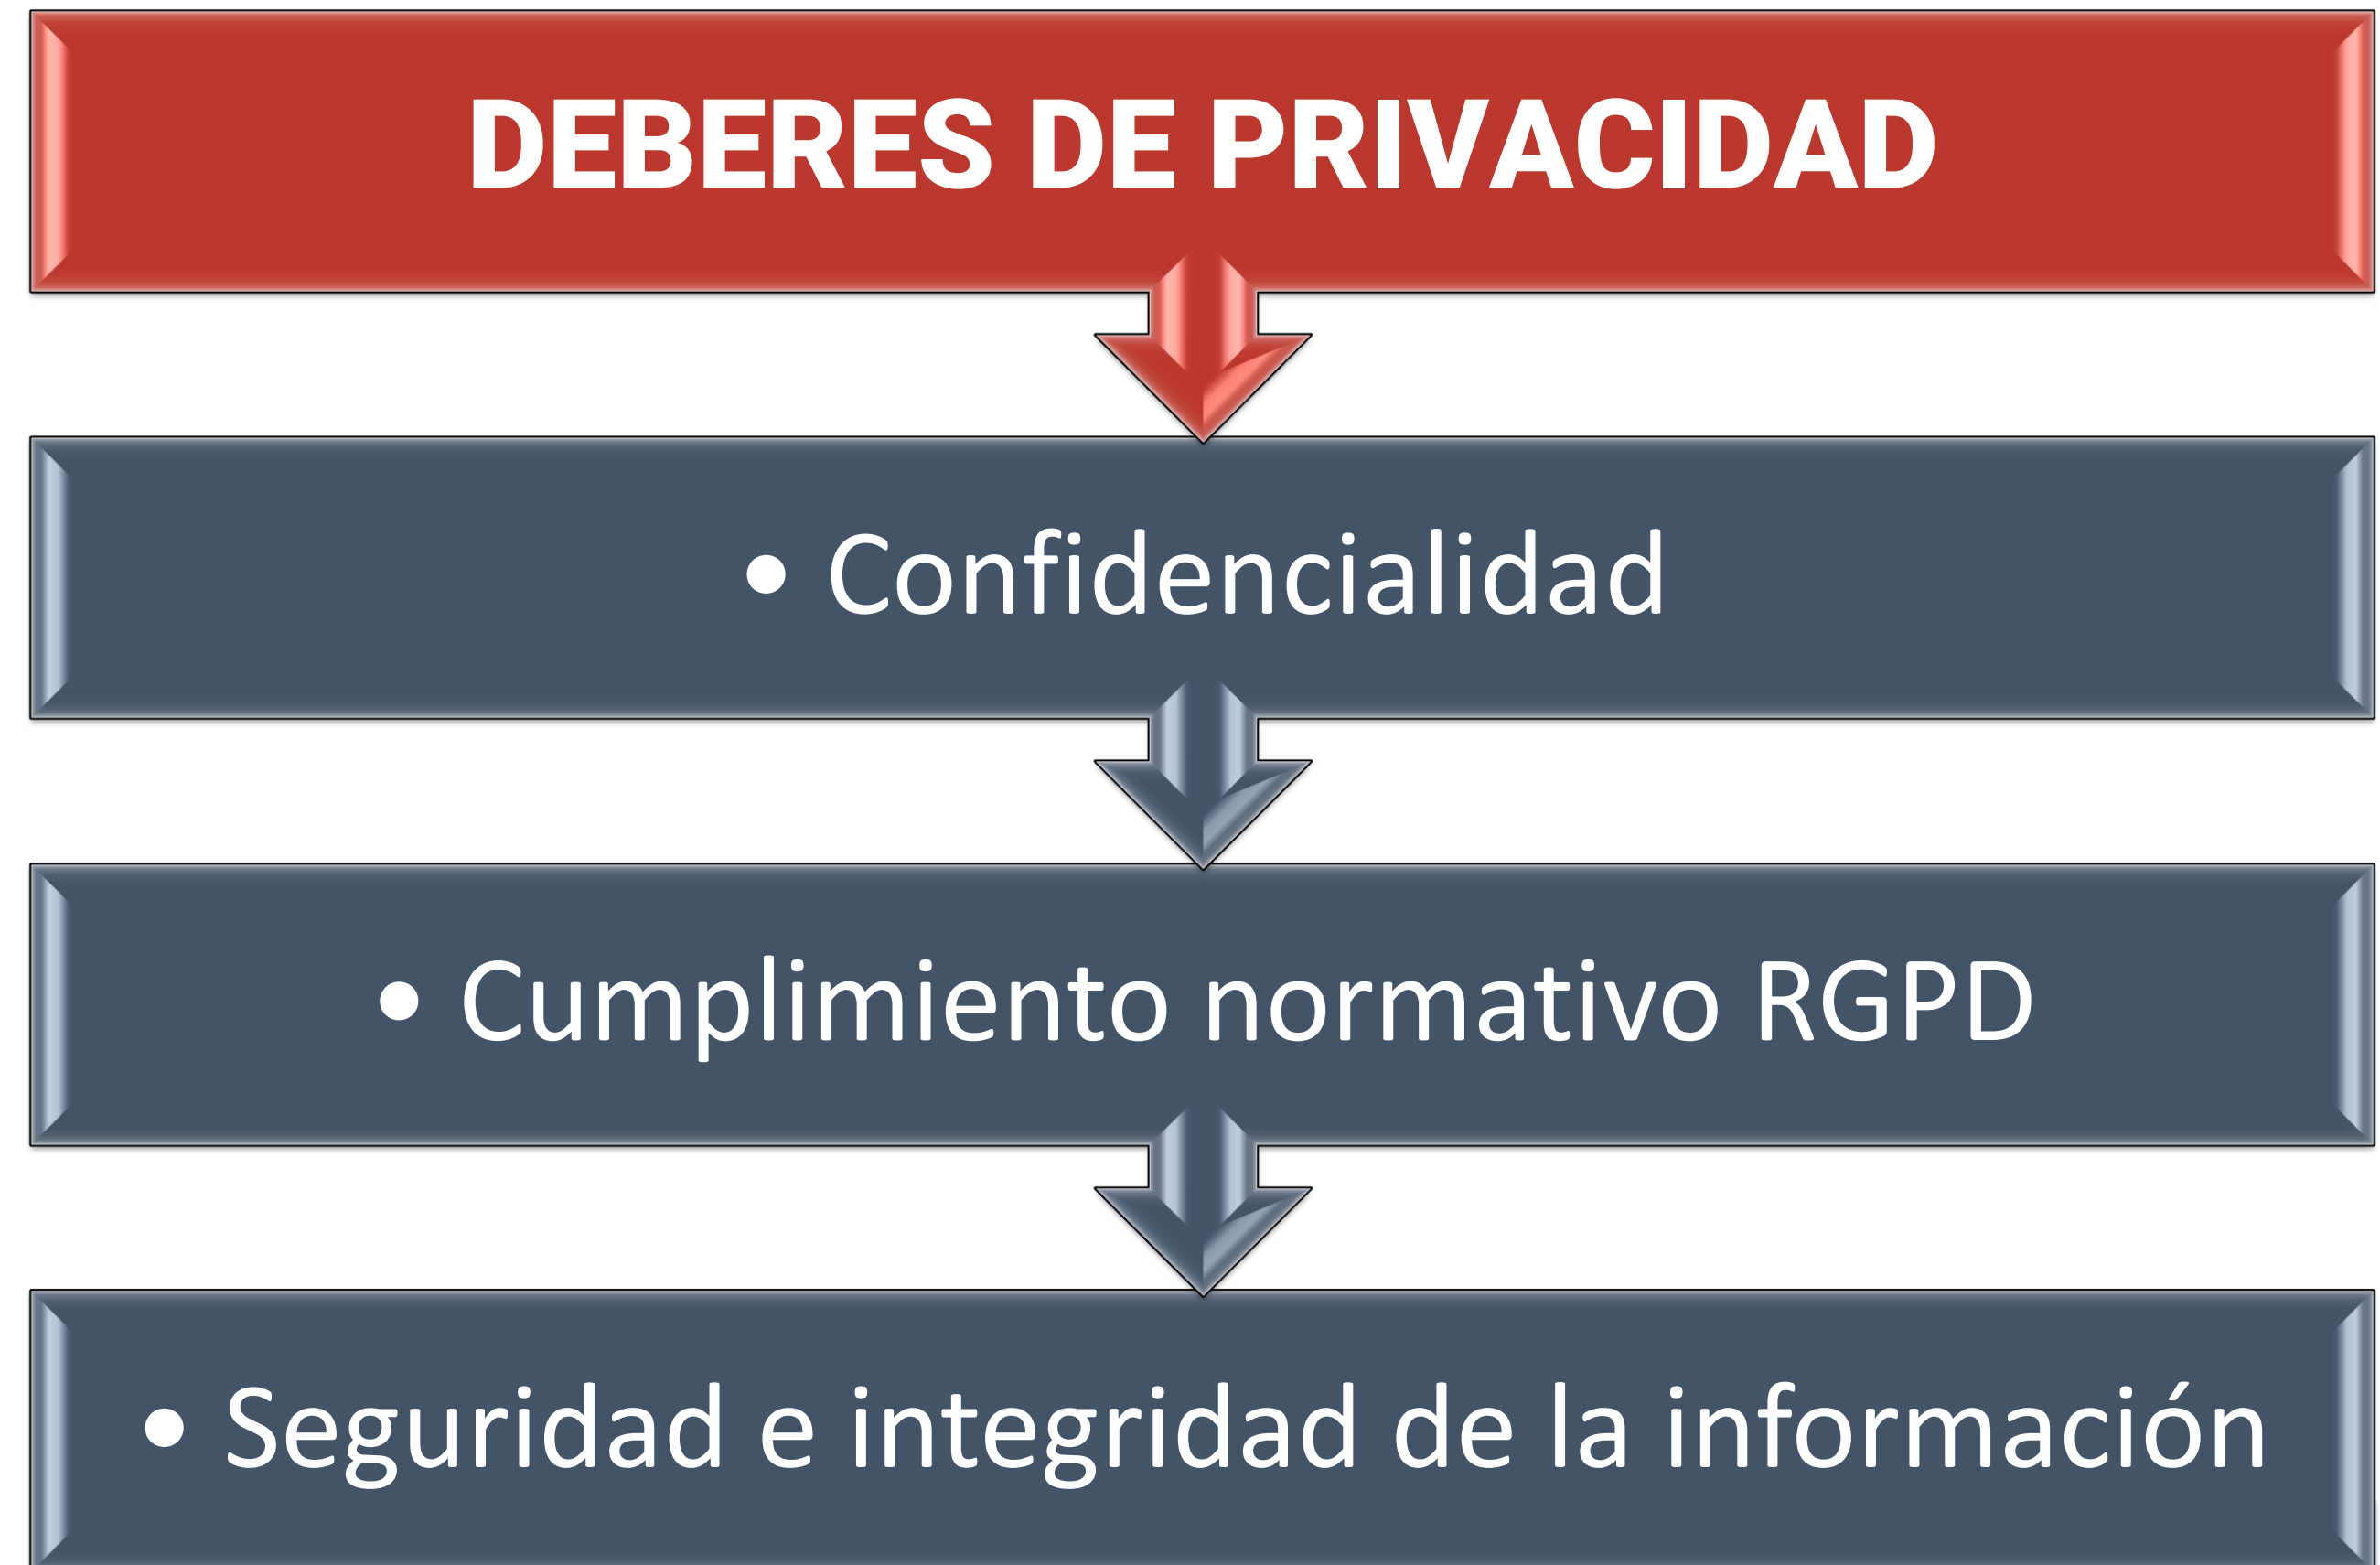 DEBERES DE PRIVACIDAD
• Confidencialidad
• Cumplimiento normativo RGPD
• Seguridad e integridad de la información